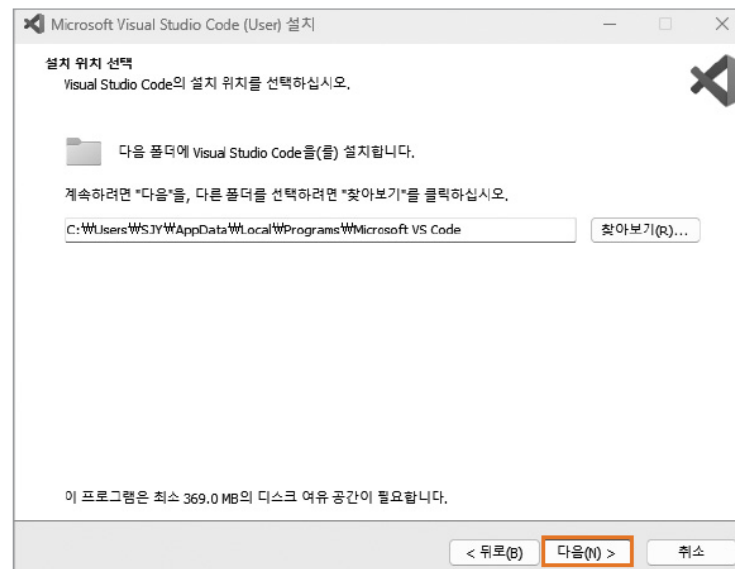 Microsoft Visual Studio Code (User) 설치
설치 위치 선택
Visual Studio Code의 설치 위치를 선택하십시오.
다음 폴더에 Visual Studio Code을(를) 설치합니다.
계속하려면 "다음"을, 다른 폴더를 선택하려면 "찾아보기"를 클릭하십시오.
C:₩Users₩SJY₩AppData₩Local₩Programs₩Microsoft VS Code
찾아보기(R)...
이 프로그램은 최소 369.0 MB의 디스크 여유 공간이 필요합니다.
< 뒤로(B) 다음(N) > 취소